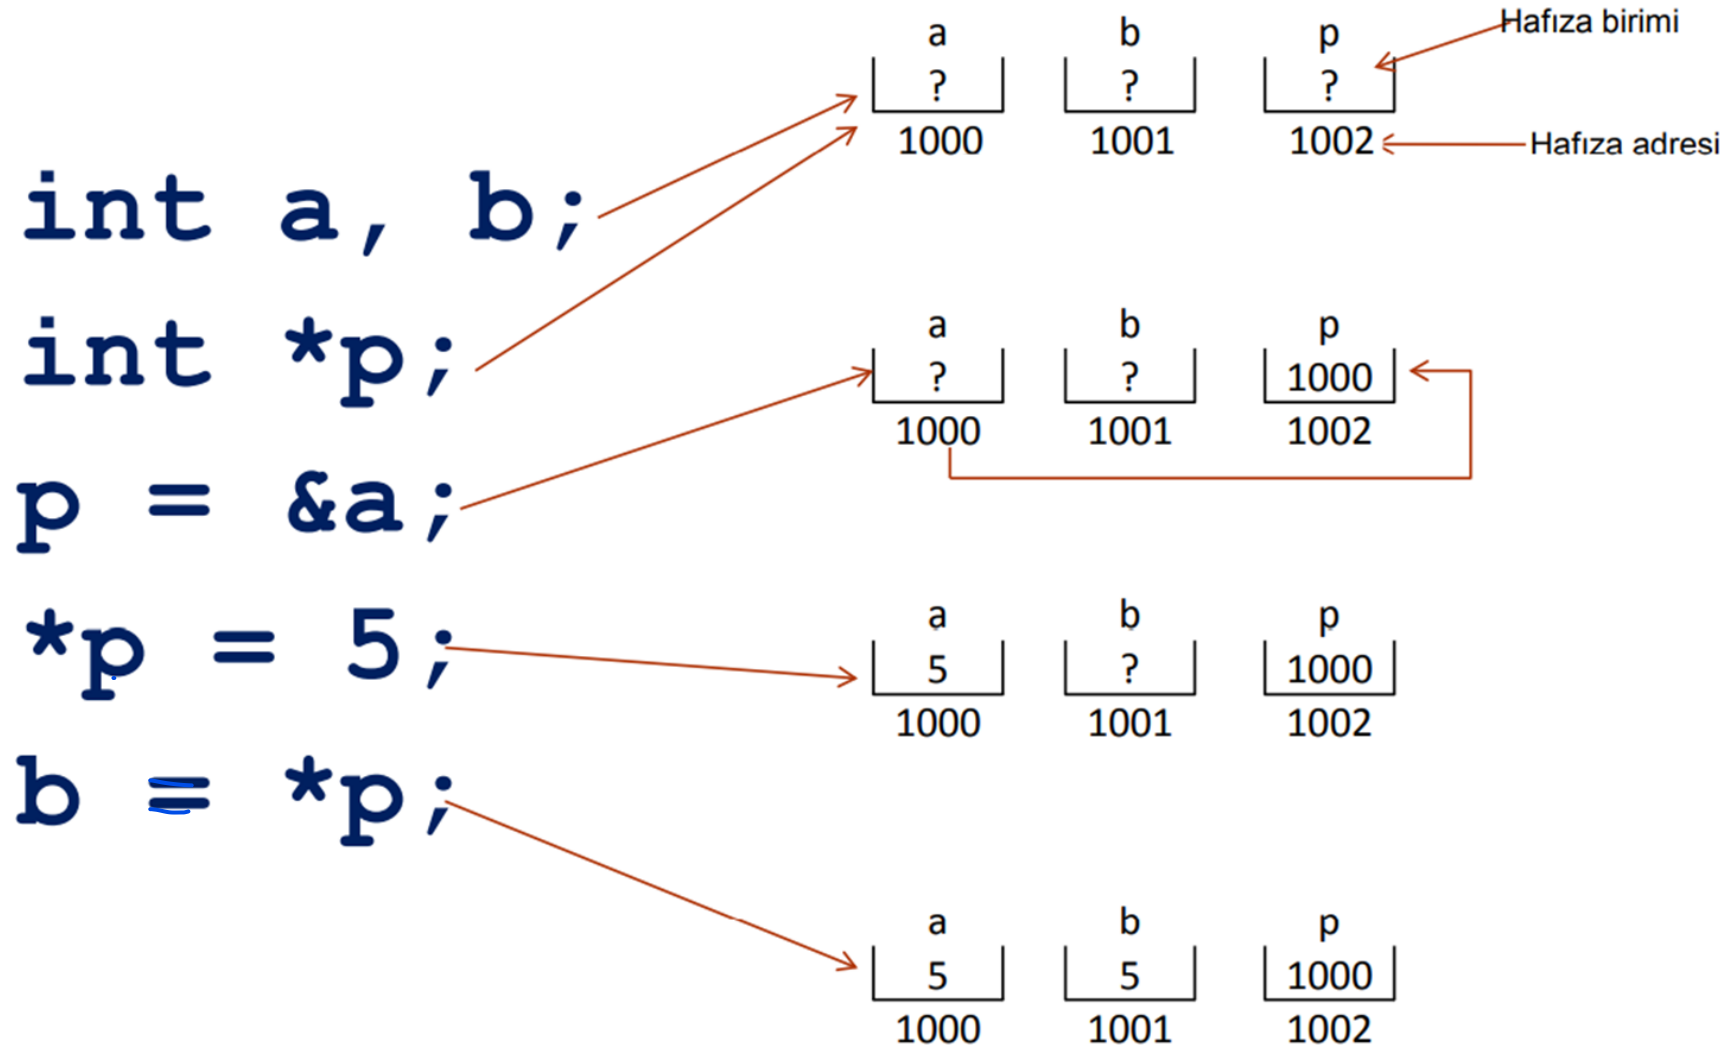 a b p Hafıza birimi
? ? ?
1000 1001 1002 Hafıza adresi
int a, b;
int *p;
a b p
? ? 1000
1000 1001 1002
p = &a;
*p = 5;
a b p
5 ? 1000
1000 1001 1002
b = *p;
a b p
5 5 1000
1000 1001 1002